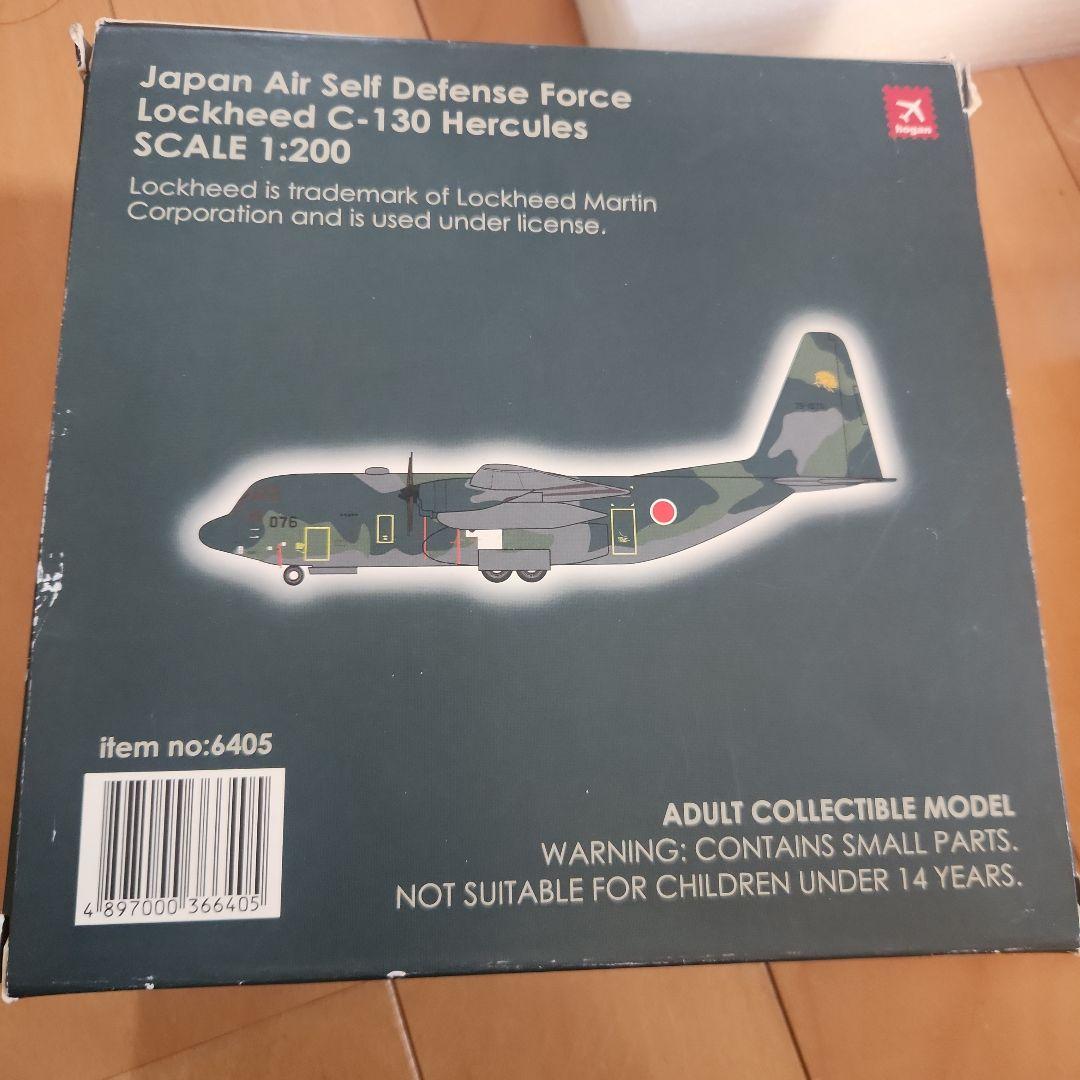 Japan Air Self Defense Force
Lockheed C-130 Hercules
SCALE 1:200
Lockheed is trademark of Lockheed Martin
Corporation and is used under license.
hogan
076
item no:6405
4 897000 366405
ADULT COLLECTIBLE MODEL
WARNING: CONTAINS SMALL PARTS.
NOT SUITABLE FOR CHILDREN UNDER 14 YEARS.